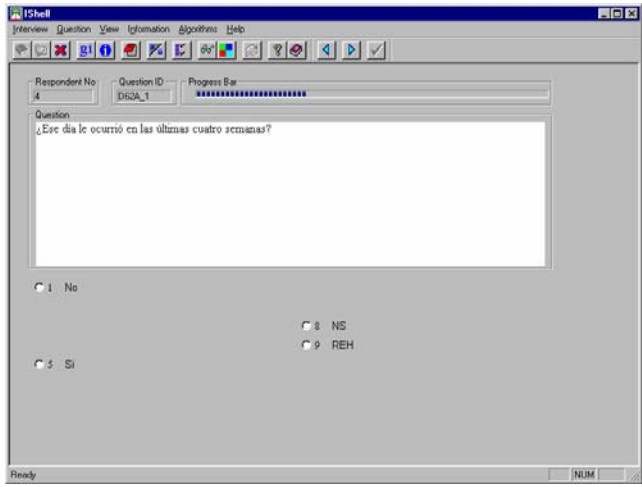 IShell
Interview Question View Information Algorithms Help
gi
Respondent No
Question ID
Progress Bar
4
D62A_1
Question
¿Ese día le ocurrió en las últimas cuatro semanas?
1 No
8 NS
9 REH
5 Sí
Ready
NUM